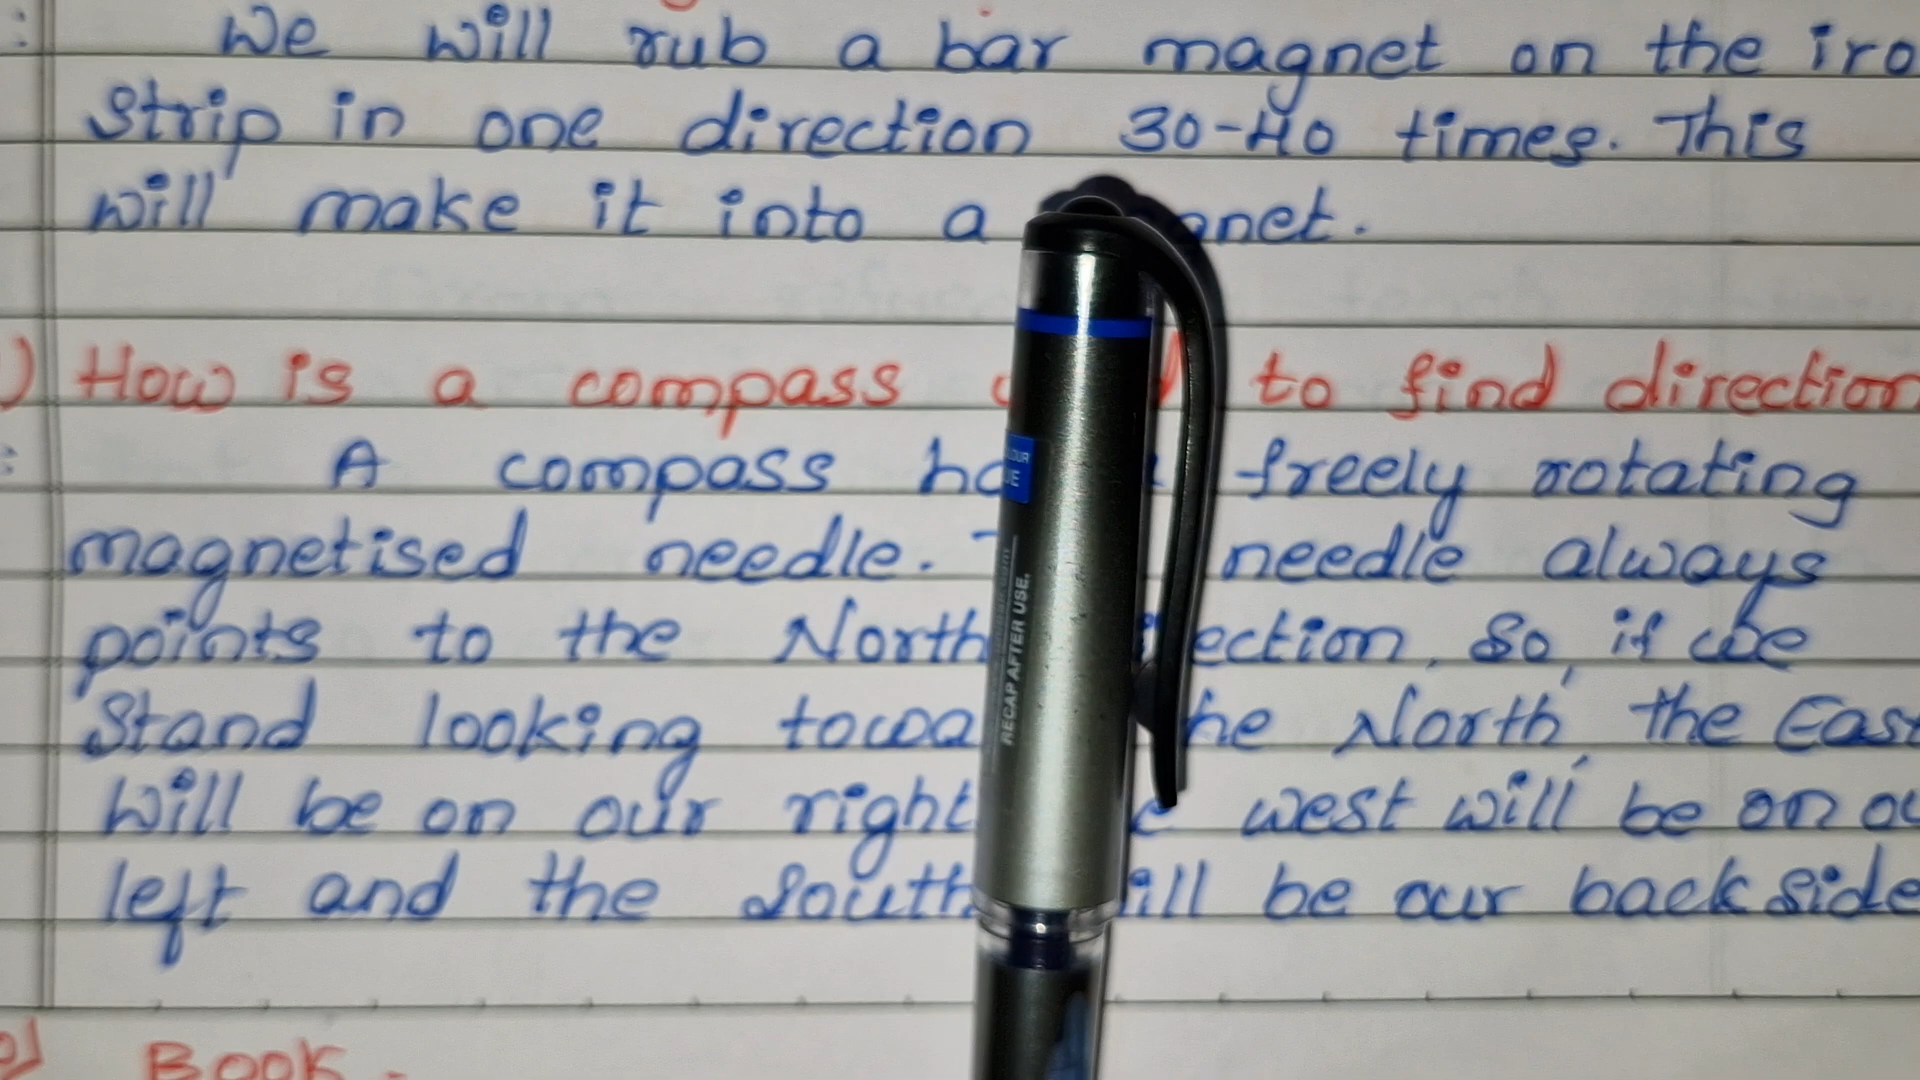 : We will rub a bar magnet on the iro
Strip in one direction 30-40 times. This
will make it into a gnet.
) How is a compass to find direction
: A compass freely rotating
magnetised needle. needle always
points to the North ection. So, if we
Stand looking towa he North, the East
will be on our right west will be on ou
left and the South ill be our back side
Book -
RECAP AFTER USE.